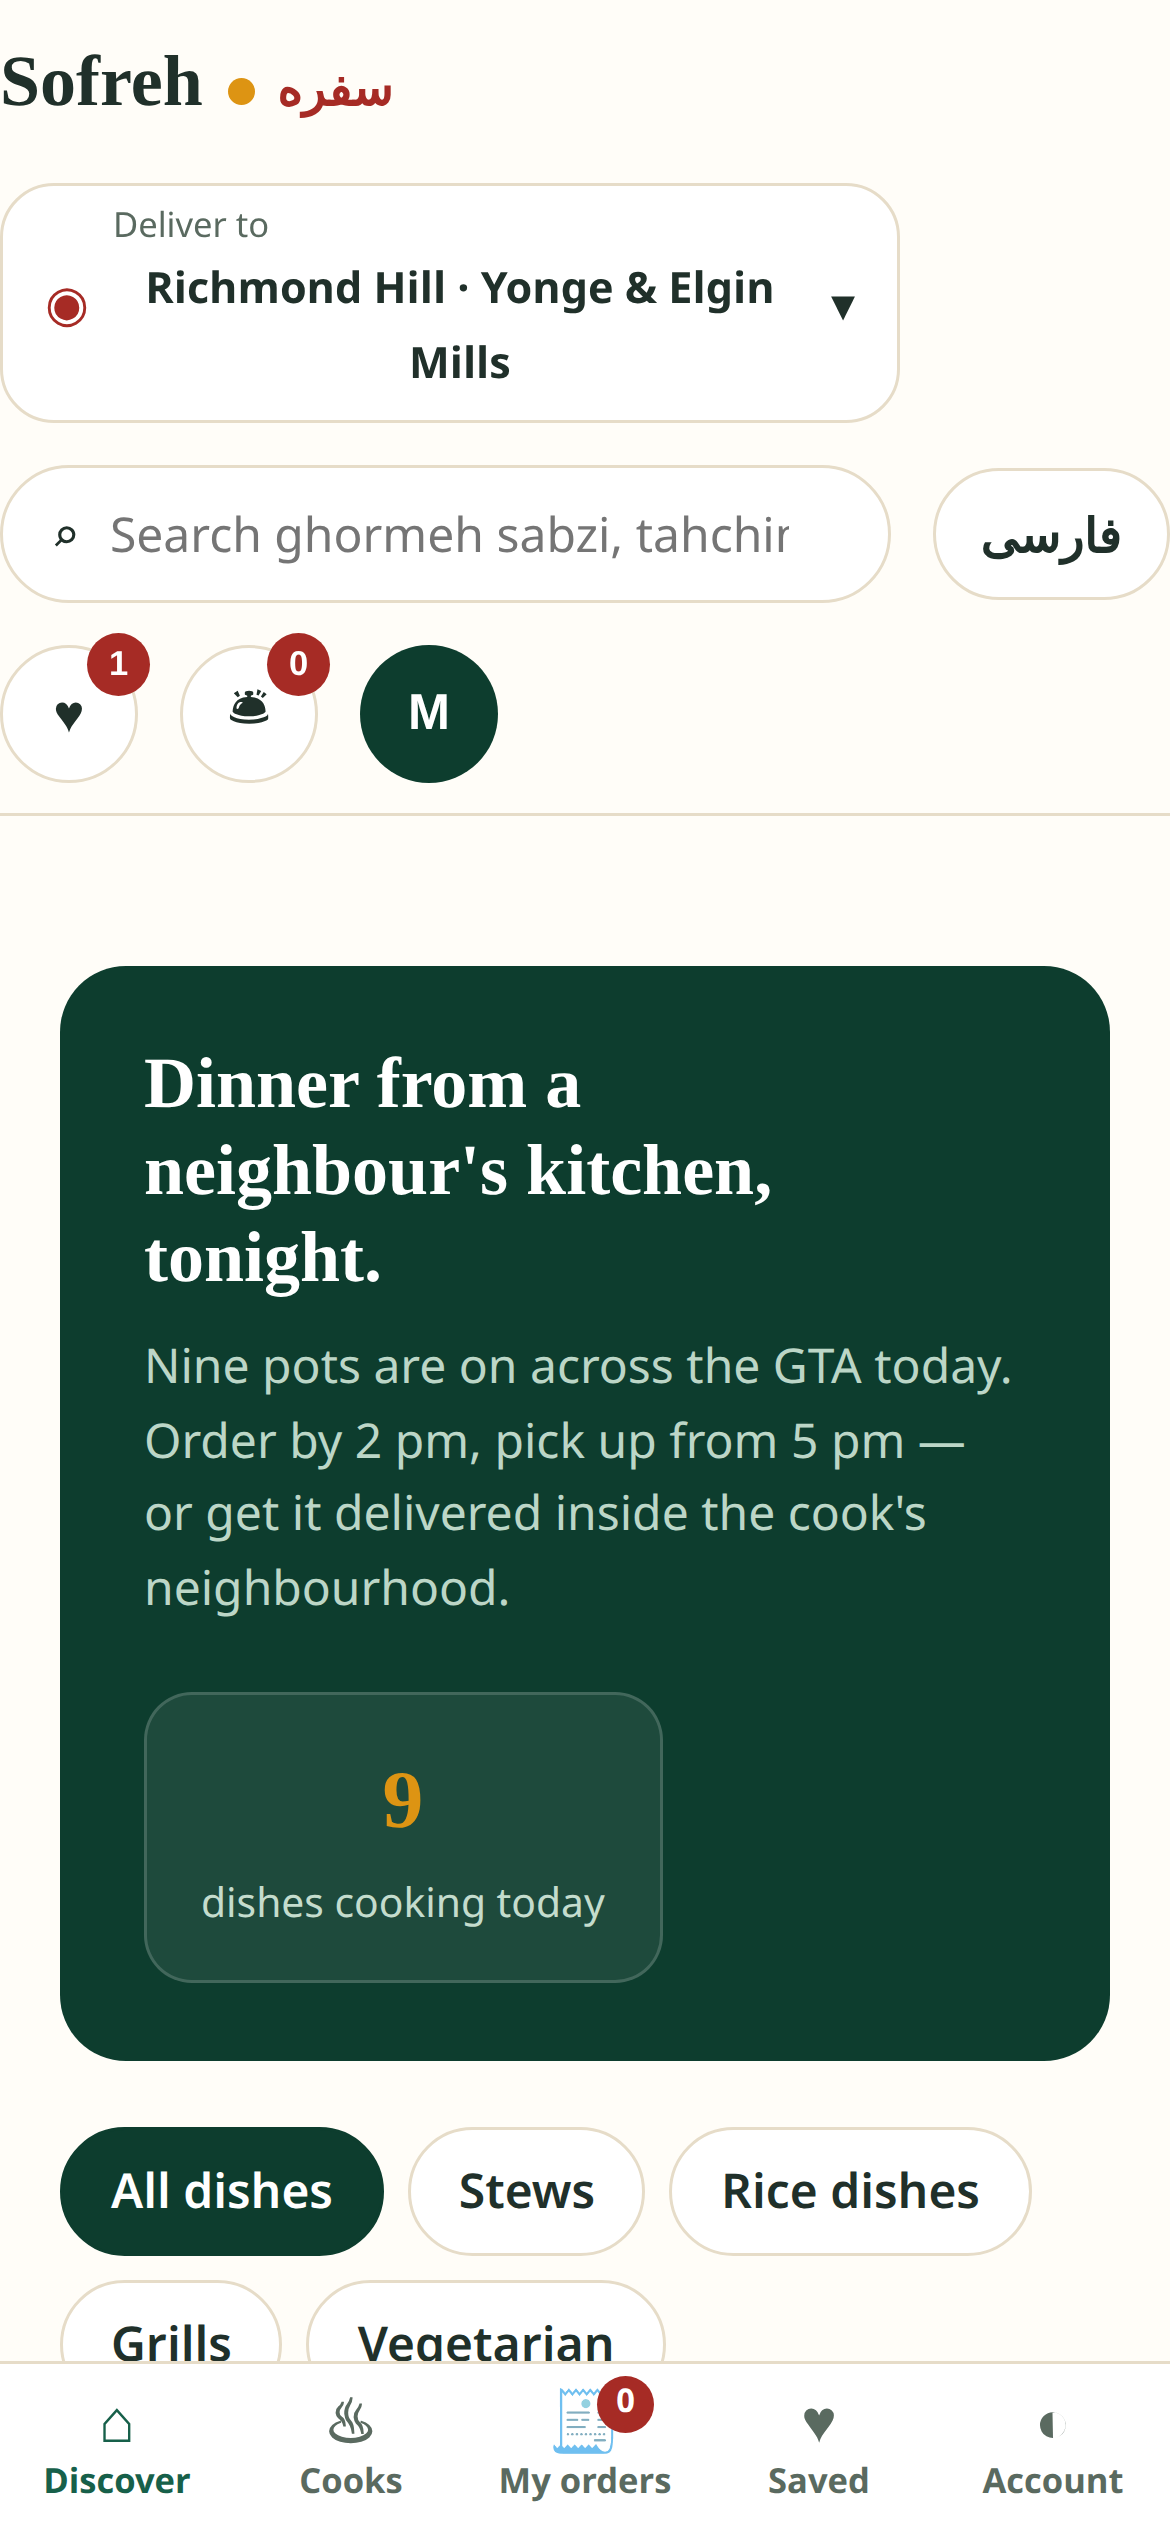 Sofreh سفره
Deliver to
Richmond Hill · Yonge & Elgin
Mills
Search ghormeh sabzi, tahchin
فارسی
1
0
M
Dinner from a
neighbour's kitchen,
tonight.
Nine pots are on across the GTA today.
Order by 2 pm, pick up from 5 pm —
or get it delivered inside the cook's
neighbourhood.
9
dishes cooking today
All dishes
Stews
Rice dishes
Grills
Vegetarian
0
Discover
Cooks
My orders
Saved
Account